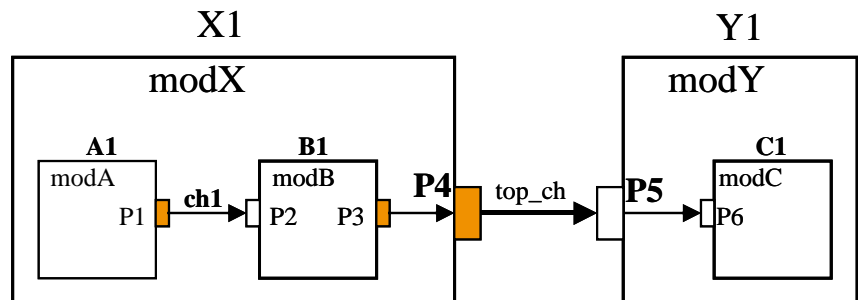 X1
Y1
modX
modY
A1
B1
C1
modA
modB
modC
P1
ch1
P2
P3
P4
top_ch
P5
P6